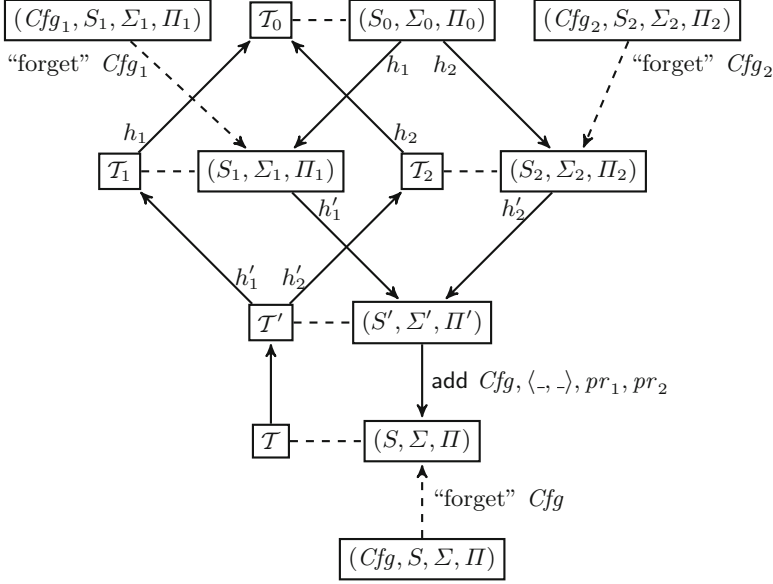 (Cfg₁, S₁, Σ₁, Π₁) 𝒯₀ (S₀, Σ₀, Π₀) (Cfg₂, S₂, Σ₂, Π₂)
“forget” Cfg₁ h₁ h₂ “forget” Cfg₂
h₁ h₂
𝒯₁ (S₁, Σ₁, Π₁) 𝒯₂ (S₂, Σ₂, Π₂)
h′₁ h′₂
h′₁ h′₂
𝒯′ (S′, Σ′, Π′)
add Cfg, ⟨_, _⟩, pr₁, pr₂
𝒯 (S, Σ, Π)
“forget” Cfg
(Cfg, S, Σ, Π)